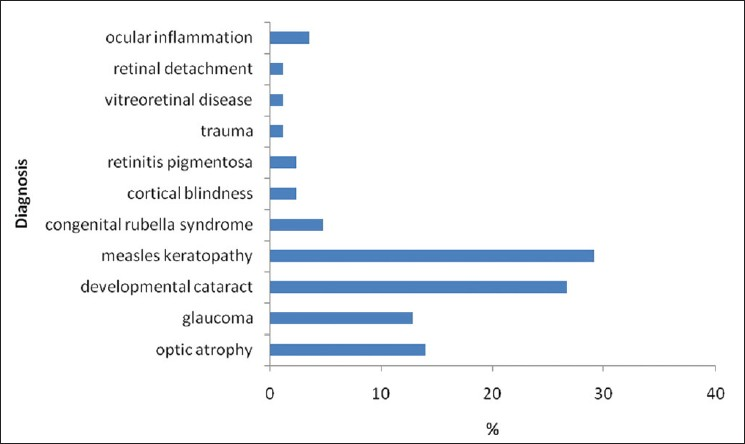 ocular inflammation
retinal detachment
vitreoretinal disease
trauma
retinitis pigmentosa
cortical blindness
congenital rubella syndrome
measles keratopathy
developmental cataract
glaucoma
optic atrophy
Diagnosis
0 10 20 30 40
%